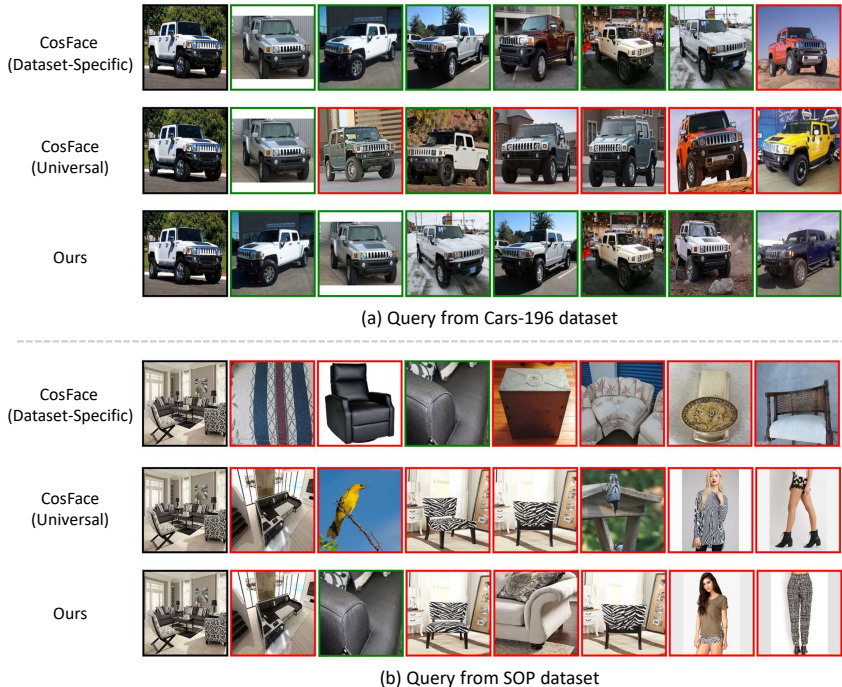 CosFace
(Dataset-Specific)
CosFace
(Universal)
Ours
(a) Query from Cars-196 dataset
CosFace
(Dataset-Specific)
CosFace
(Universal)
Ours
(b) Query from SOP dataset